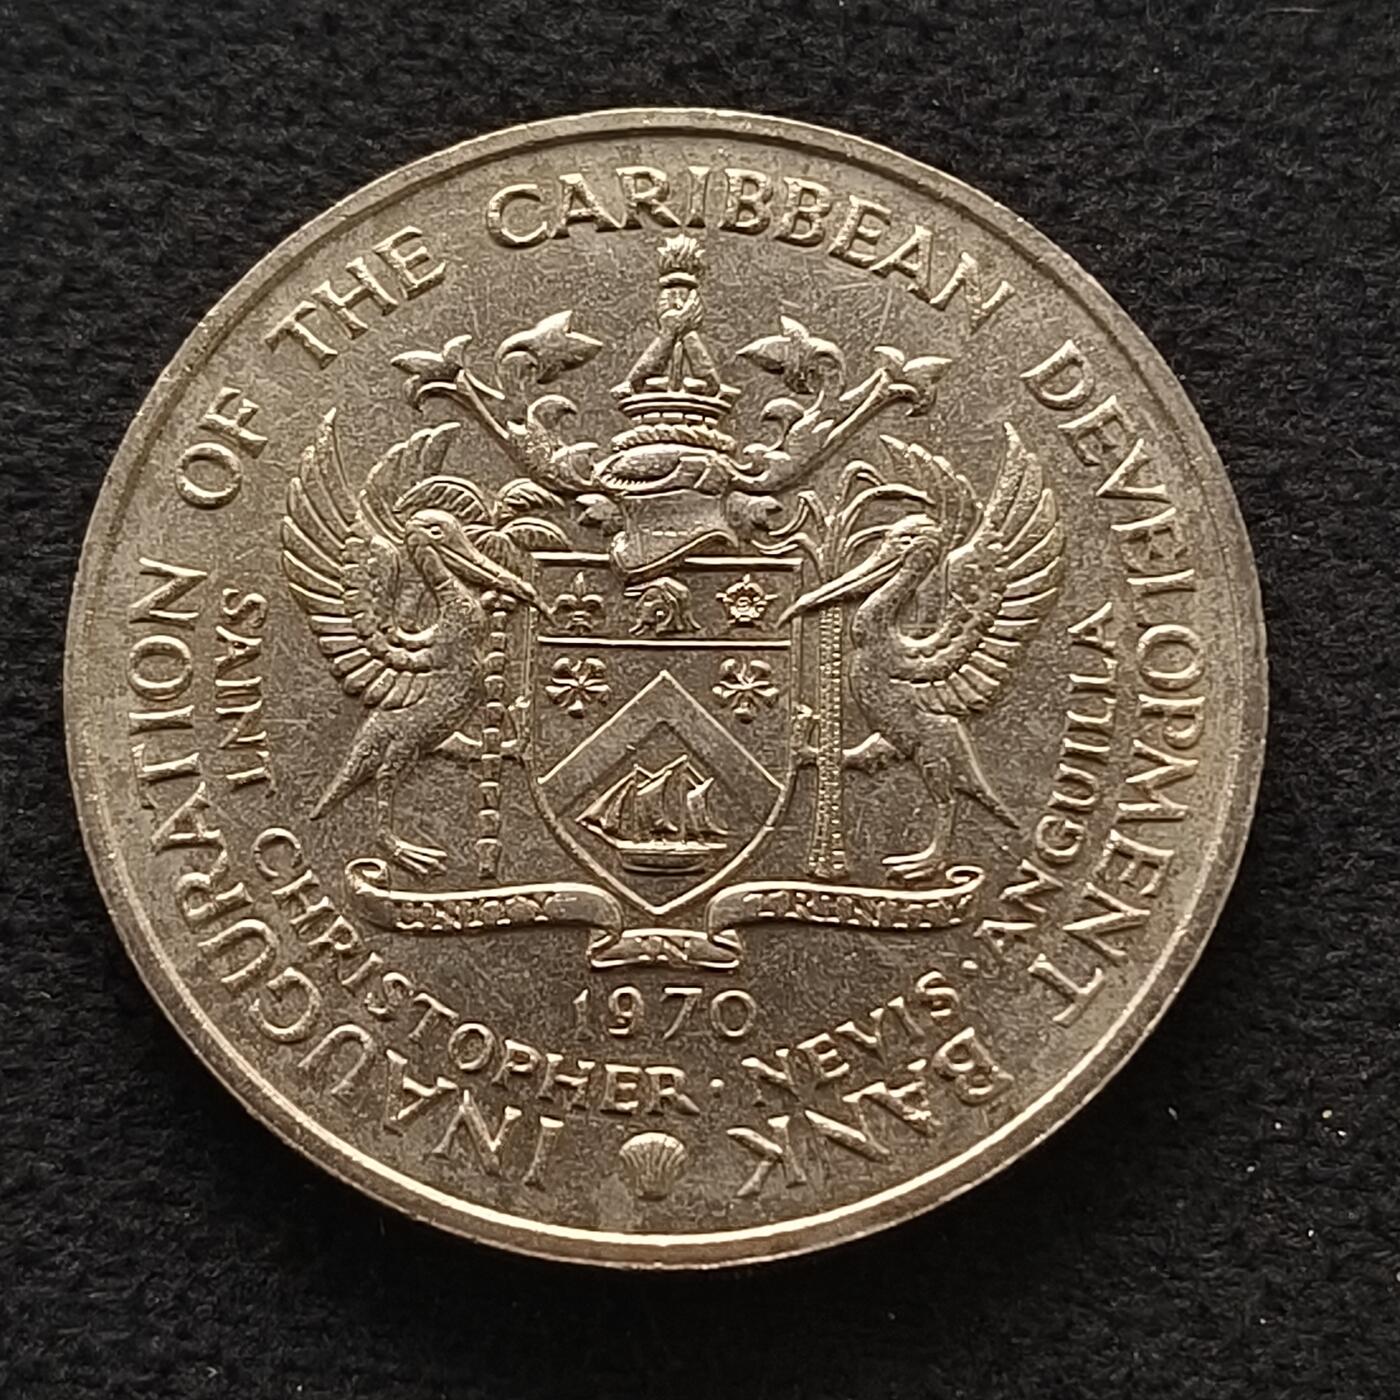 INAUGURATION OF THE CARIBBEAN DEVELOPMENT BANK
SAINT CHRISTOPHER · NEVIS · ANGUILLA
UNITY IN TRINITY
1970